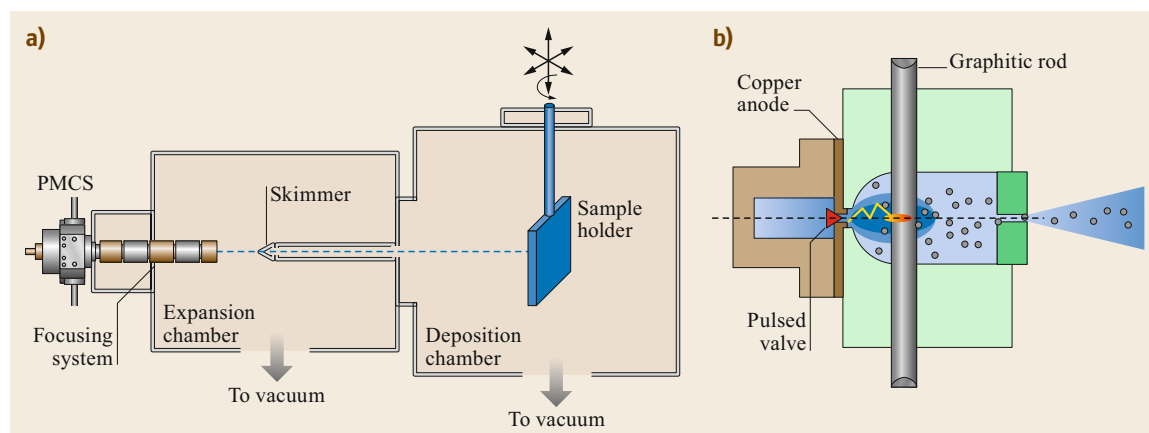 a)
PMCS
Skimmer
Sample
holder
Focusing
system
Expansion
chamber
Deposition
chamber
To vacuum
To vacuum
b)
Graphitic rod
Copper
anode
Pulsed
valve